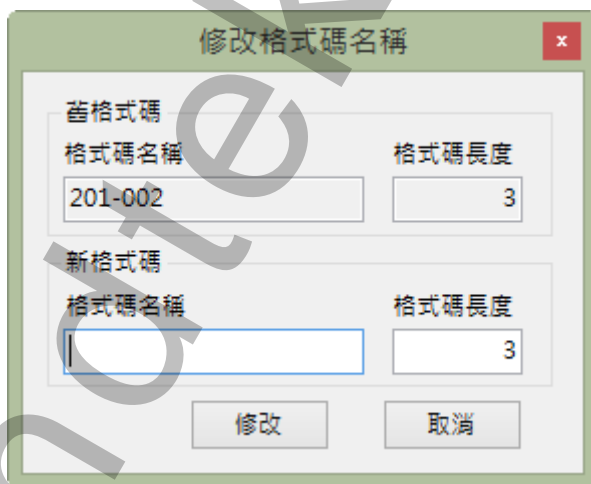 修改格式碼名稱
x
舊格式碼
格式碼名稱 格式碼長度
201-002 3
新格式碼
格式碼名稱 格式碼長度
3
修改 取消
ndtek